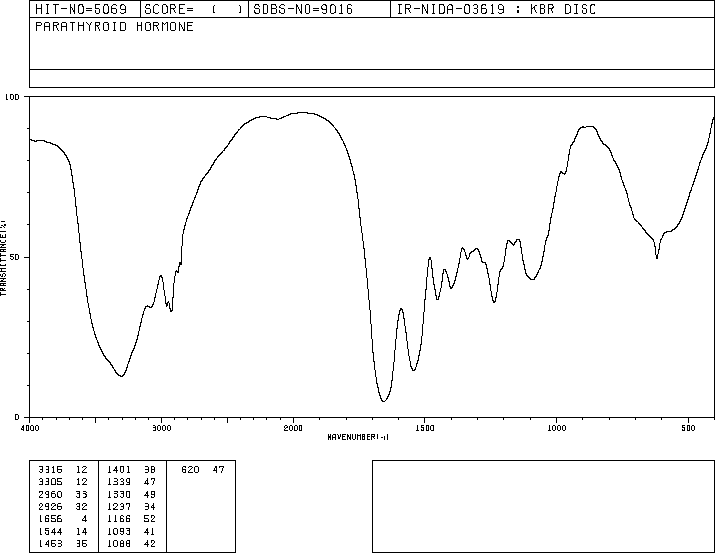 HIT-NO=5069 SCORE= ( ) SDBS-NO=9016 IR-NIDA-03619 : KBR DISC
PARATHYROID HORMONE
100
50
0
TRANSMITTANCE(%)
4000 3000 2000 1500 1000 500
WAVENUMBER(-1)
3316 12 1401 38 620 47
3305 12 1339 47
2960 33 1330 49
2926 32 1237 34
1656 4 1166 52
1544 14 1093 41
1453 35 1088 42